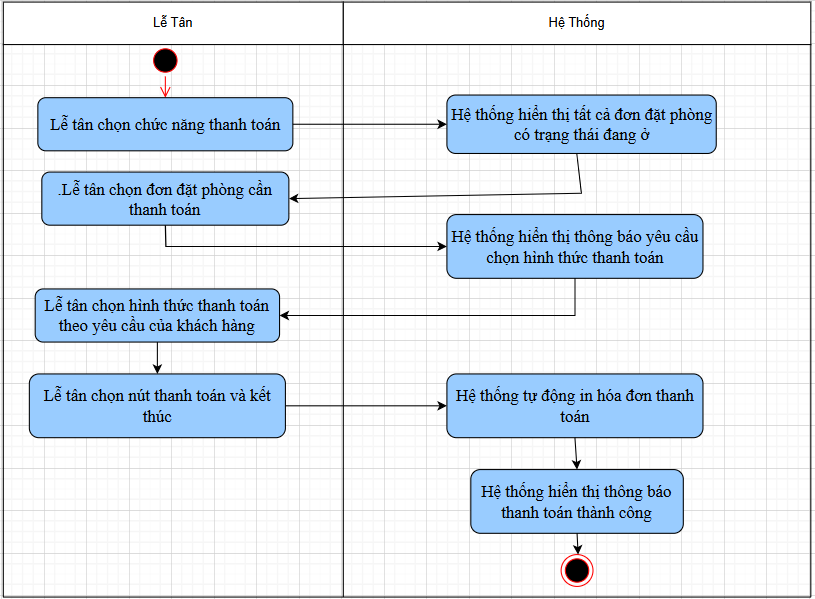 Lễ Tân
Hệ Thống
Lễ tân chọn chức năng thanh toán
Hệ thống hiển thị tất cả đơn đặt phòng
có trạng thái đang ở
.Lễ tân chọn đơn đặt phòng cần
thanh toán
Hệ thống hiển thị thông báo yêu cầu
chọn hình thức thanh toán
Lễ tân chọn hình thức thanh toán
theo yêu cầu của khách hàng
Lễ tân chọn nút thanh toán và kết
thúc
Hệ thống tự động in hóa đơn thanh
toán
Hệ thống hiển thị thông báo
thanh toán thành công